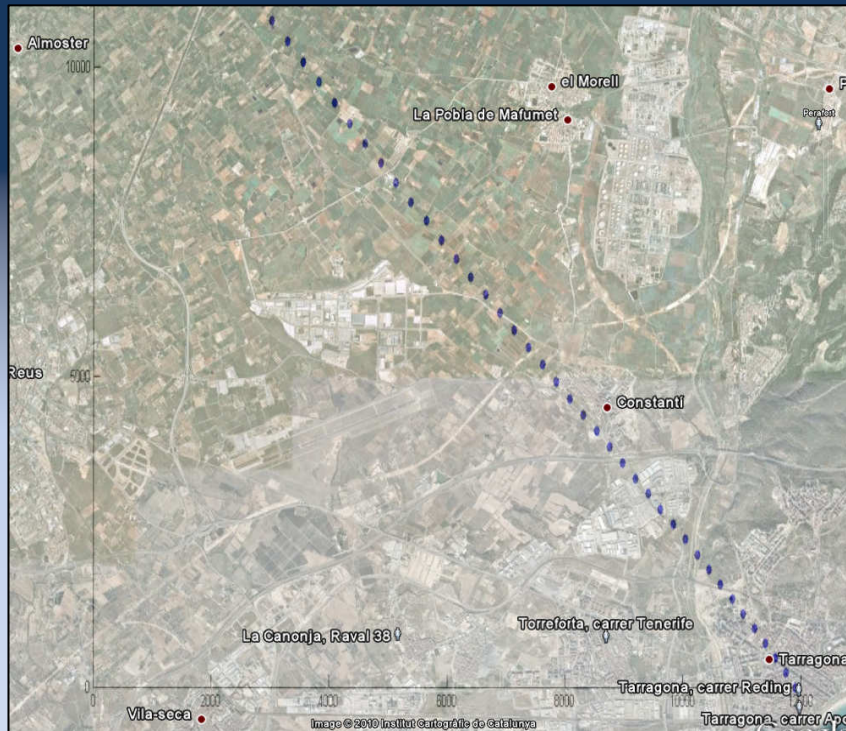 Almoster
10000
el Morell
P
La Pobla de Mafumet
Perafort
Reus
5000
Constantí
La Canonja, Raval 38
Torreforta, carrer Tenerife
Tarragona
0
Tarragona, carrer Reding
0
2000
4000
6000
8000
Vila-seca
Image © 2010 Institut Cartogràfic de Catalunya
Tarragona, carrer Apo